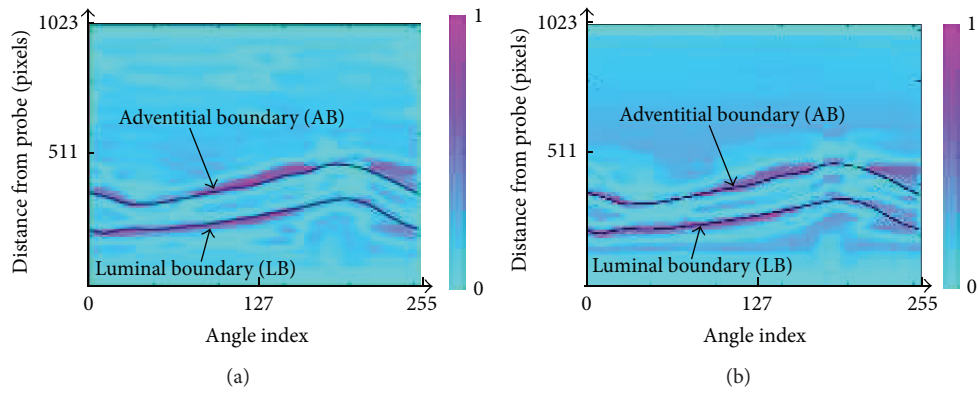 Distance from probe (pixels)
1023
511
0
127
255
Angle index
Adventitial boundary (AB)
Luminal boundary (LB)
1
0
(a)
Distance from probe (pixels)
1023
511
0
127
255
Angle index
Adventitial boundary (AB)
Luminal boundary (LB)
1
0
(b)